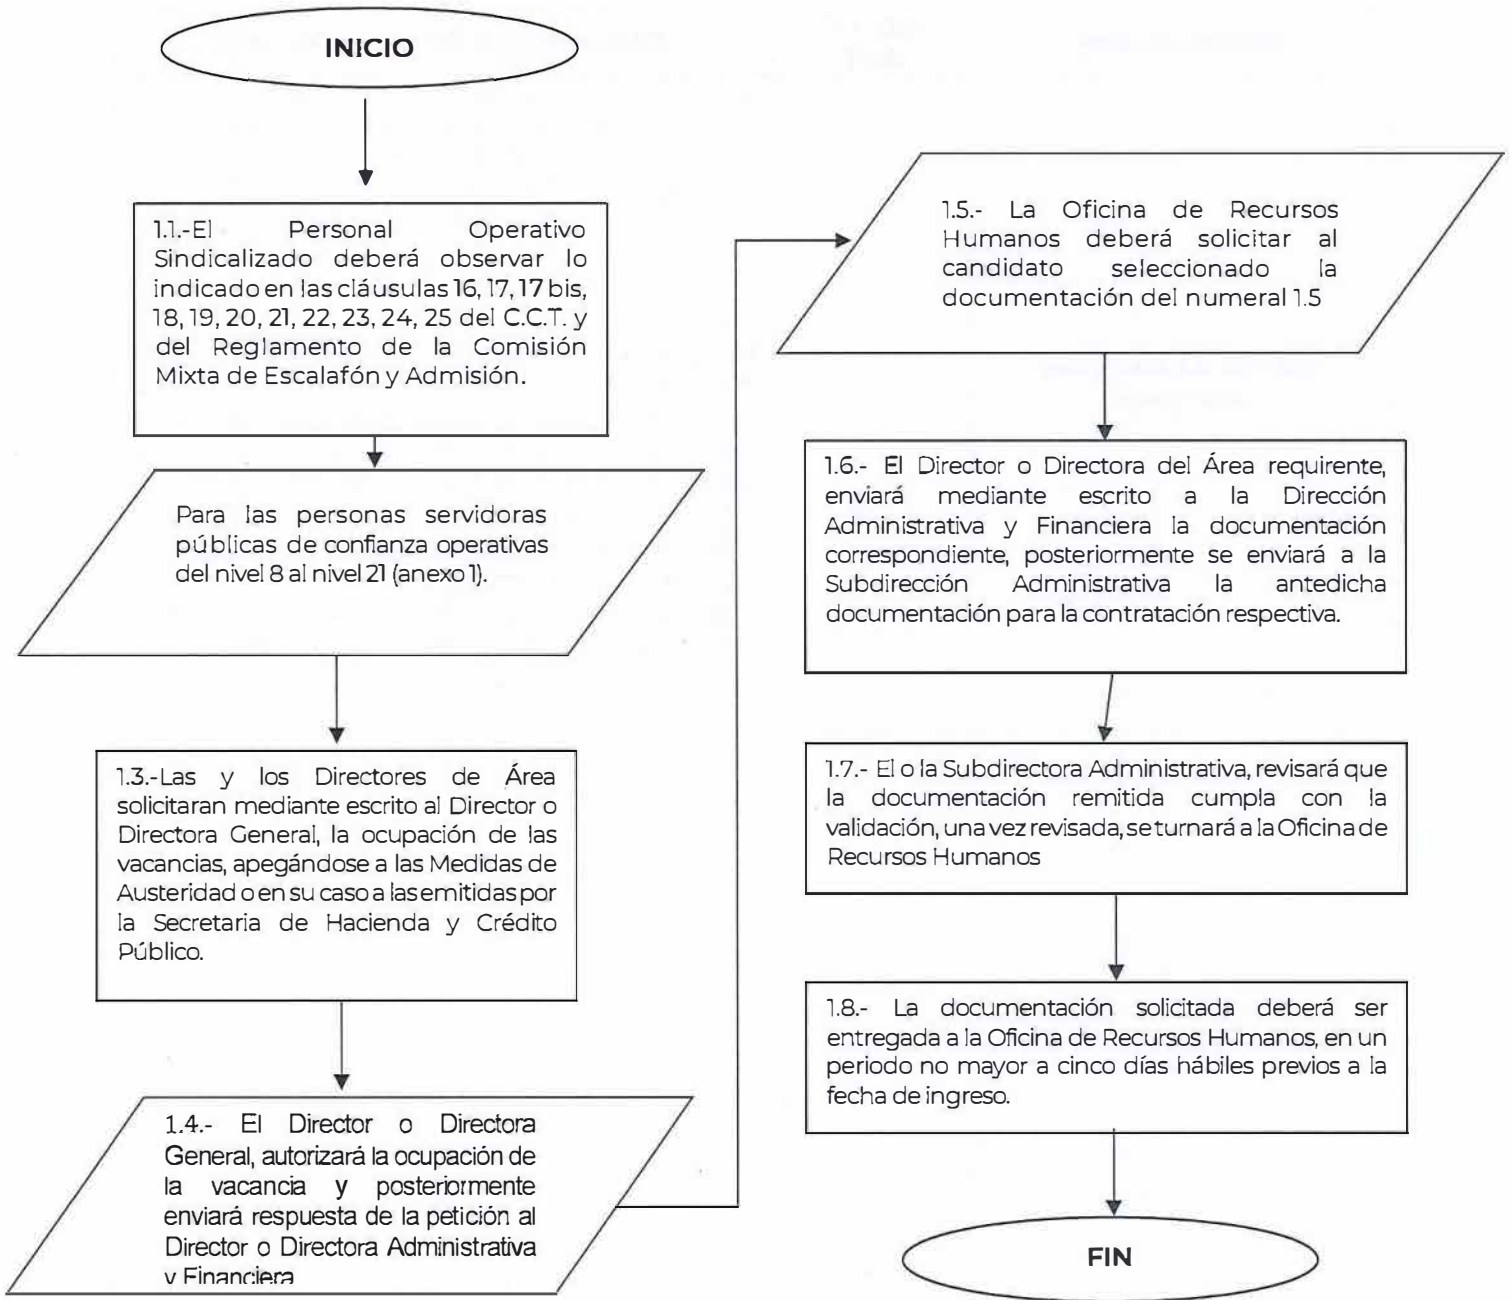 INICIO
1.1.-El Personal Operativo
Sindicalizado deberá observar lo
indicado en las cláusulas 16, 17, 17 bis,
18, 19, 20, 21, 22, 23, 24, 25 del C.C.T. y
del Reglamento de la Comisión
Mixta de Escalafón y Admisión.
Para las personas servidoras
públicas de confianza operativas
del nivel 8 al nivel 21 (anexo 1).
1.3.-Las y los Directores de Área
solicitaran mediante escrito al Director o
Directora General, la ocupación de las
vacancias, apegándose a las Medidas de
Austeridad o en su caso a las emitidas por
la Secretaria de Hacienda y Crédito
Público.
1.4.- El Director o Directora
General, autorizará la ocupación de
la vacancia y posteriormente
enviará respuesta de la petición al
Director o Directora Administrativa
y Financiera
1.5.- La Oficina de Recursos
Humanos deberá solicitar al
candidato seleccionado la
documentación del numeral 1.5
1.6.- El Director o Directora del Área requirente,
enviará mediante escrito a la Dirección
Administrativa y Financiera la documentación
correspondiente, posteriormente se enviará a la
Subdirección Administrativa la antedicha
documentación para la contratación respectiva.
1.7.- El o la Subdirectora Administrativa, revisará que
la documentación remitida cumpla con la
validación, una vez revisada, se turnará a la Oficina de
Recursos Humanos
1.8.- La documentación solicitada deberá ser
entregada a la Oficina de Recursos Humanos, en un
periodo no mayor a cinco días hábiles previos a la
fecha de ingreso.
FIN